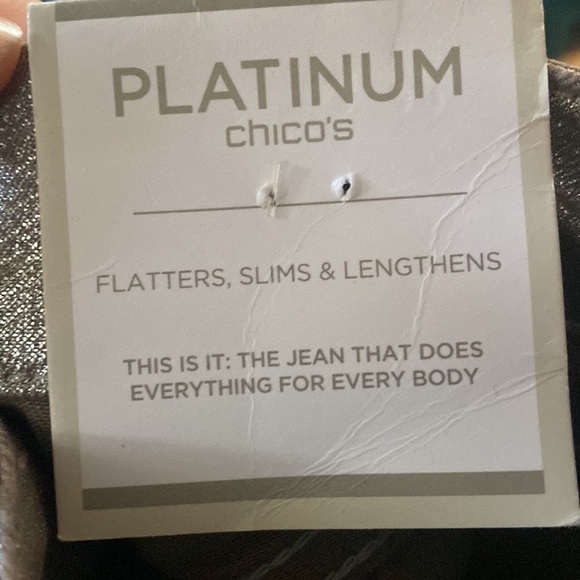 PLATINUM
chico's
FLATTERS, SLIMS & LENGTHENS
THIS IS IT: THE JEAN THAT DOES
EVERYTHING FOR EVERY BODY